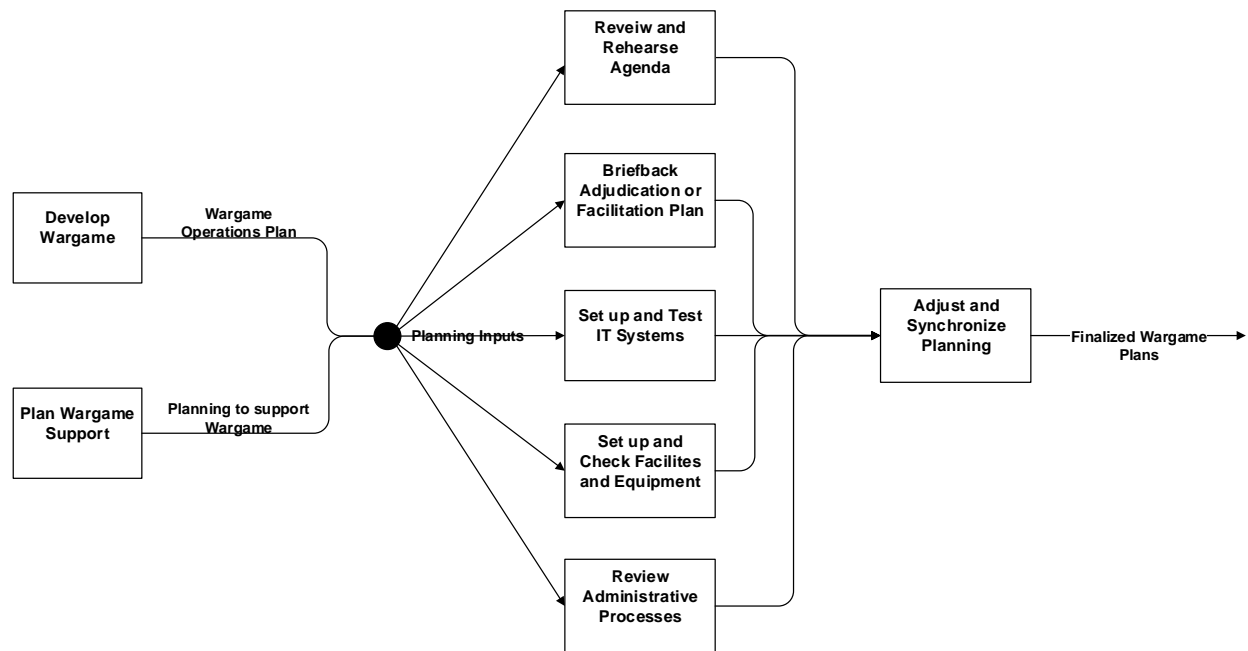 Develop
Wargame
Wargame
Operations Plan
Plan Wargame
Support
Planning to support
Wargame
Planning Inputs
Reveiw and
Rehearse
Agenda
Briefback
Adjudication or
Facilitation Plan
Set up and Test
IT Systems
Set up and
Check Facilites
and Equipment
Review
Administrative
Processes
Adjust and
Synchronize
Planning
Finalized Wargame
Plans